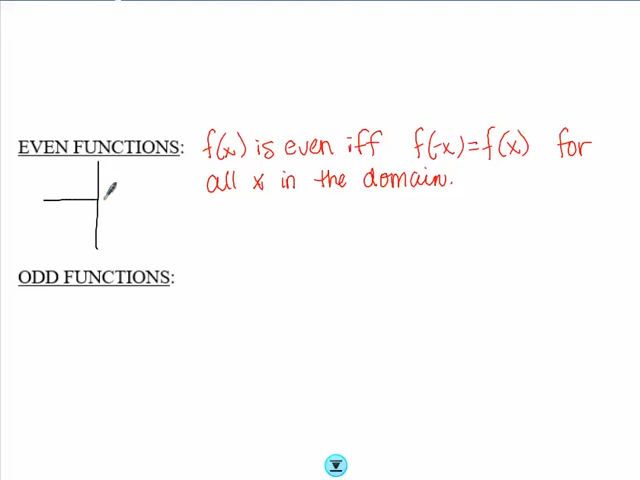 EVEN FUNCTIONS: f(x) is even iff f(-x)=f(x) for
all x in the domain.
ODD FUNCTIONS: